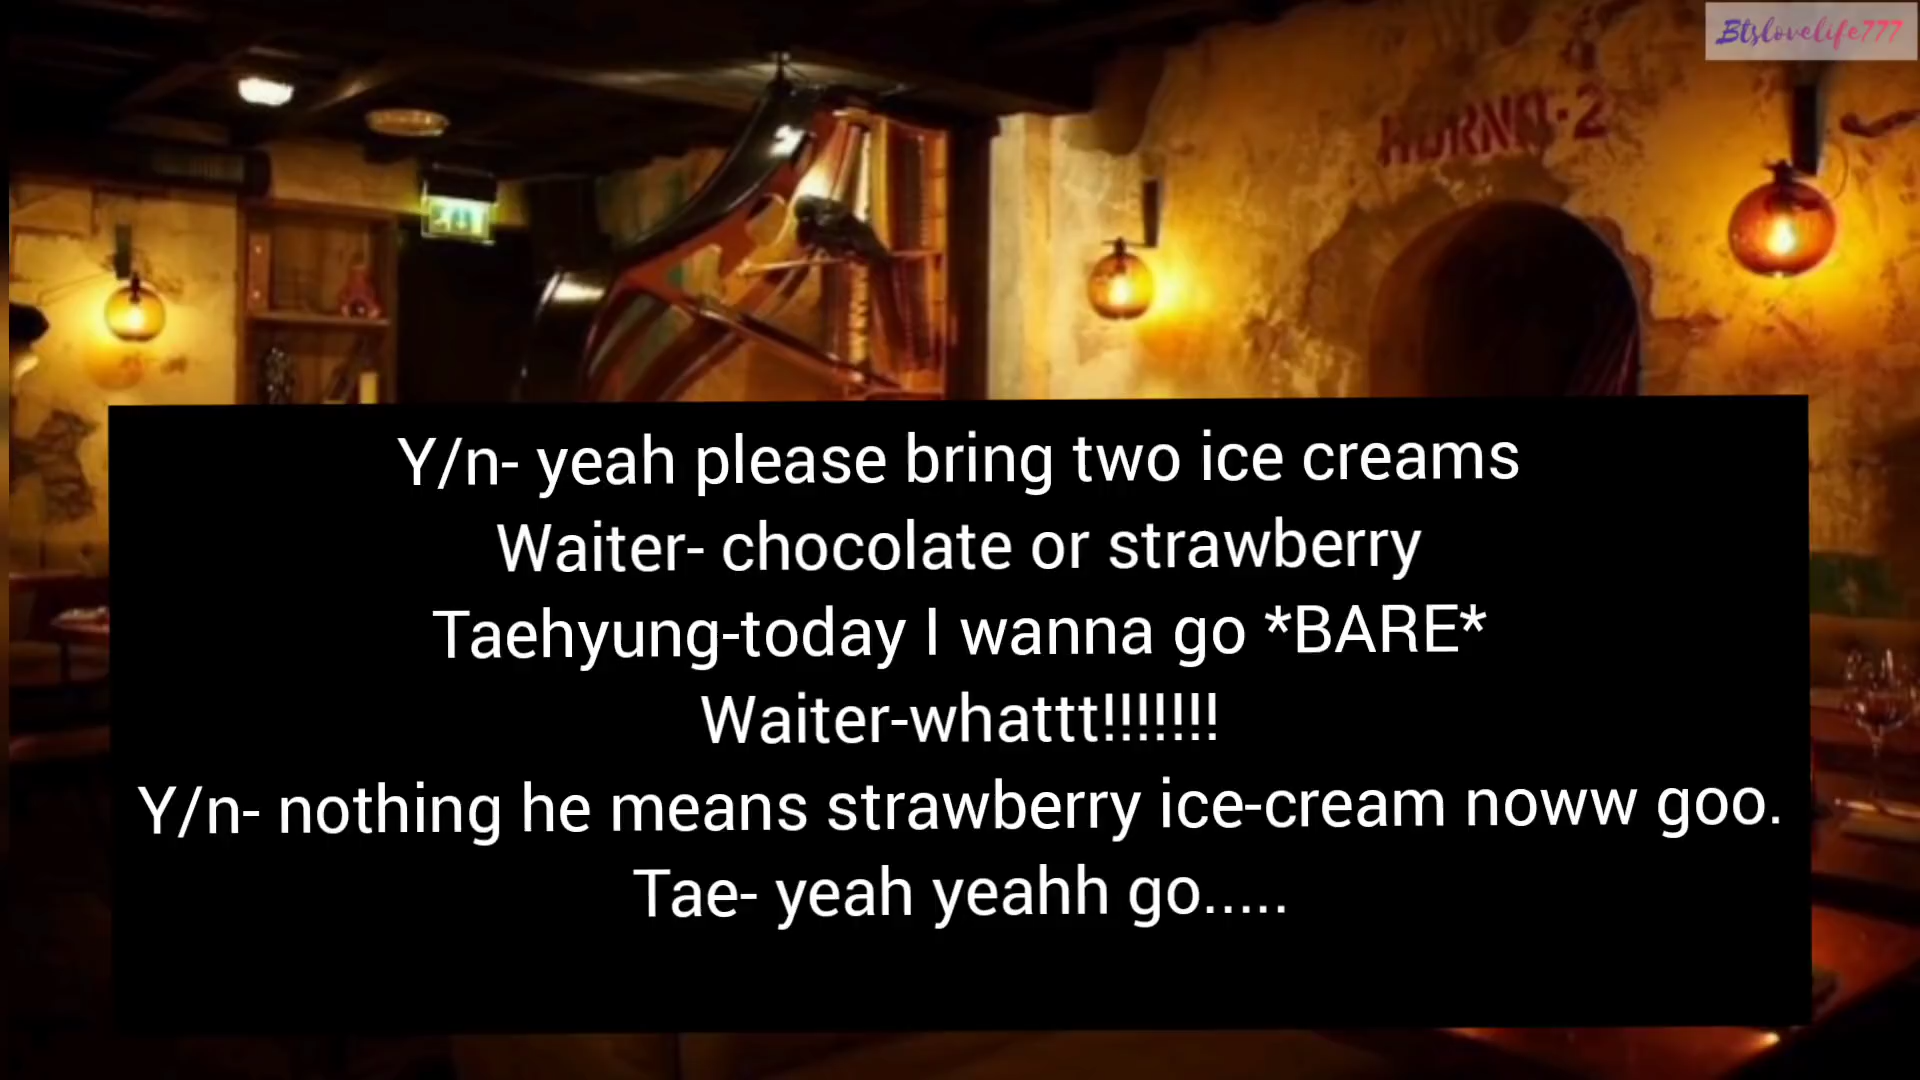 Btslovelife777
Y/n- yeah please bring two ice creams
Waiter- chocolate or strawberry
Taehyung-today I wanna go *BARE*
Waiter-whattt!!!!!!!
Y/n- nothing he means strawberry ice-cream noww goo.
Tae- yeah yeahh go.....